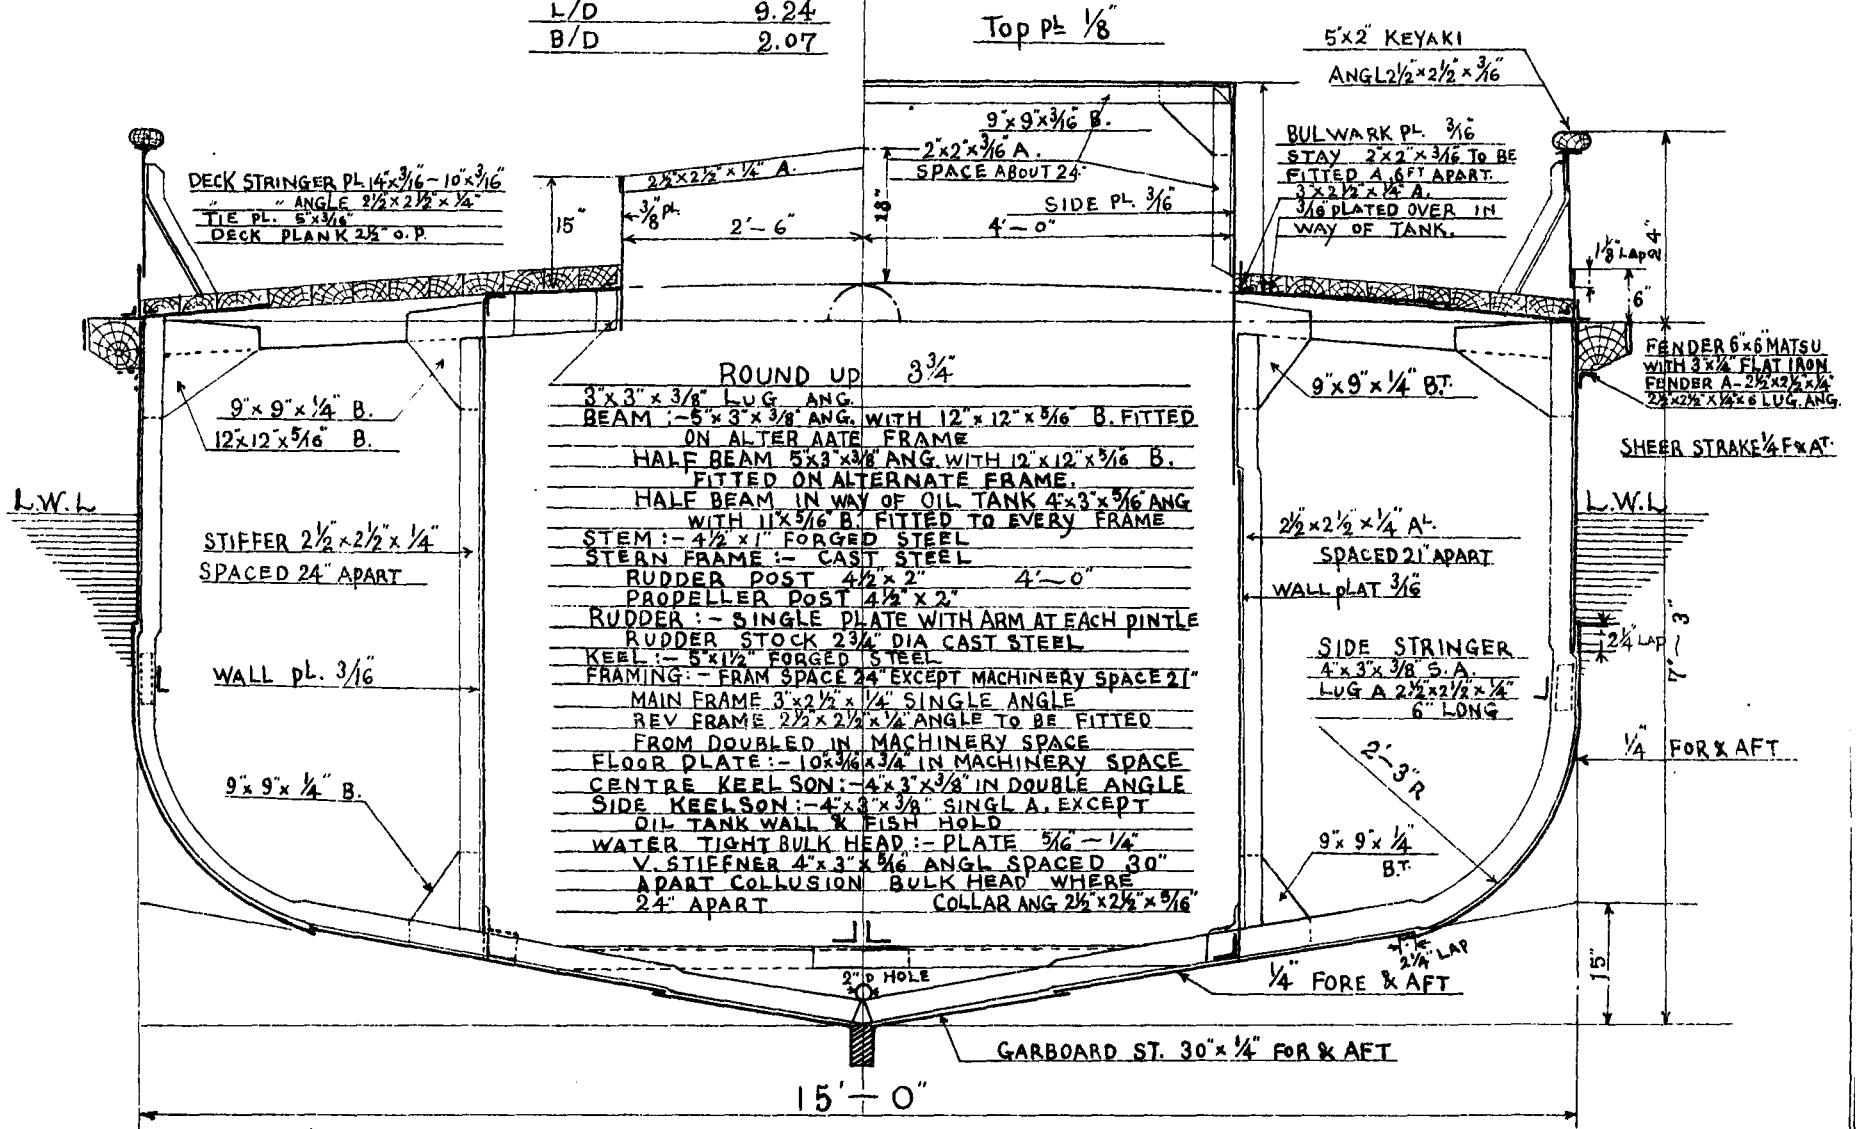 L/D 9.24
B/D 2.07
Top PL 1/8"
5"x2" KEYAKI
ANGL 2½"x2½"x3/16"
DECK STRINGER PL 14"x3/16"-10"x3/16"
" " ANGLE 2½"x2½"x¼"
TIE PL. 5"x3/16"
DECK PLANK 2½" O.P.
15"
3/8" PL.
2½"x2½"x¼" A.
2'-6"
18"
9"x9"x3/16" B.
2"x2"x3/16" A.
SPACE ABOUT 24"
SIDE PL. 3/16"
4'-0"
BULWARK PL. 3/16"
STAY 2"x2"x3/16" TO BE
FITTED A 6FT APART.
3"x2½"x¼" A.
3/16" PLATED OVER IN
WAY OF TANK.
1⅛" LAP
24"
6"
FENDER 6"x6" MATSU
WITH 3"x¼" FLAT IRON
FENDER A-2½"x2½"x¼"
2½"x2½"x¼"x6 LUG. ANG.
SHEER STRAKE ¼ F&AT.
9"x9"x¼" B.
12"x12"x5/16" B.
9"x9"x¼" B.T.
L.W.L
L.W.L
STIFFER 2½"x2½"x¼"
SPACED 24" APART
WALL PL. 3/16"
9"x9"x¼" B.
ROUND UP 3¾"
3"x3"x3/8" LUG. ANG.
BEAM :-5"x3"x3/8" ANG. WITH 12"x12"x5/16" B. FITTED
ON ALTER AATE FRAME
HALF BEAM 5"x3"x3/8" ANG. WITH 12"x12"x5/16" B.
FITTED ON ALTERNATE FRAME.
HALF BEAM IN WAY OF OIL TANK 4"x3"x5/16" ANG
WITH 11"x5/16" B. FITTED TO EVERY FRAME
STEM :- 4½"x1" FORGED STEEL
STERN FRAME :- CAST STEEL
RUDDER POST 4½"x2" 4'-0"
PROPELLER POST 4½"x2"
RUDDER :- SINGLE PLATE WITH ARM AT EACH PINTLE
RUDDER STOCK 2¾" DIA CAST STEEL
KEEL :- 5"x1½" FORGED STEEL
FRAMING :- FRAM SPACE 24" EXCEPT MACHINERY SPACE 21"
MAIN FRAME 3"x2½"x¼" SINGLE ANGLE
REV FRAME 2½"x2½"x¼" ANGLE TO BE FITTED
FROM DOUBLED IN MACHINERY SPACE
FLOOR PLATE :- 10"x3/16"x3/4" IN MACHINERY SPACE
CENTRE KEELSON :- 4"x3"x3/8" IN DOUBLE ANGLE
SIDE KEELSON :- 4"x3"x3/8" SINGL A. EXCEPT
OIL TANK WALL & FISH HOLD
WATER TIGHT BULK HEAD :- PLATE 5/16" - ¼"
V. STIFFNER 4"x3"x5/16" ANGL SPACED 30"
APART COLLUSION BULK HEAD WHERE
24" APART COLLAR ANG 2½"x2½"x5/16"
2½"x2½"x¼" AL.
SPACED 21" APART
WALL PLAT 3/16
SIDE STRINGER
4"x3"x3/8" S. A.
LUG A 2½"x2½"x¼"
6" LONG
2¼" LAP
7'-3"
2'-3"R
¼" FOR & AFT
9"x9"x¼"
B.T.
2¼" LAP
15"
2" D HOLE
¼" FORE & AFT
GARBOARD ST. 30"x¼" FOR & AFT
15'-0"